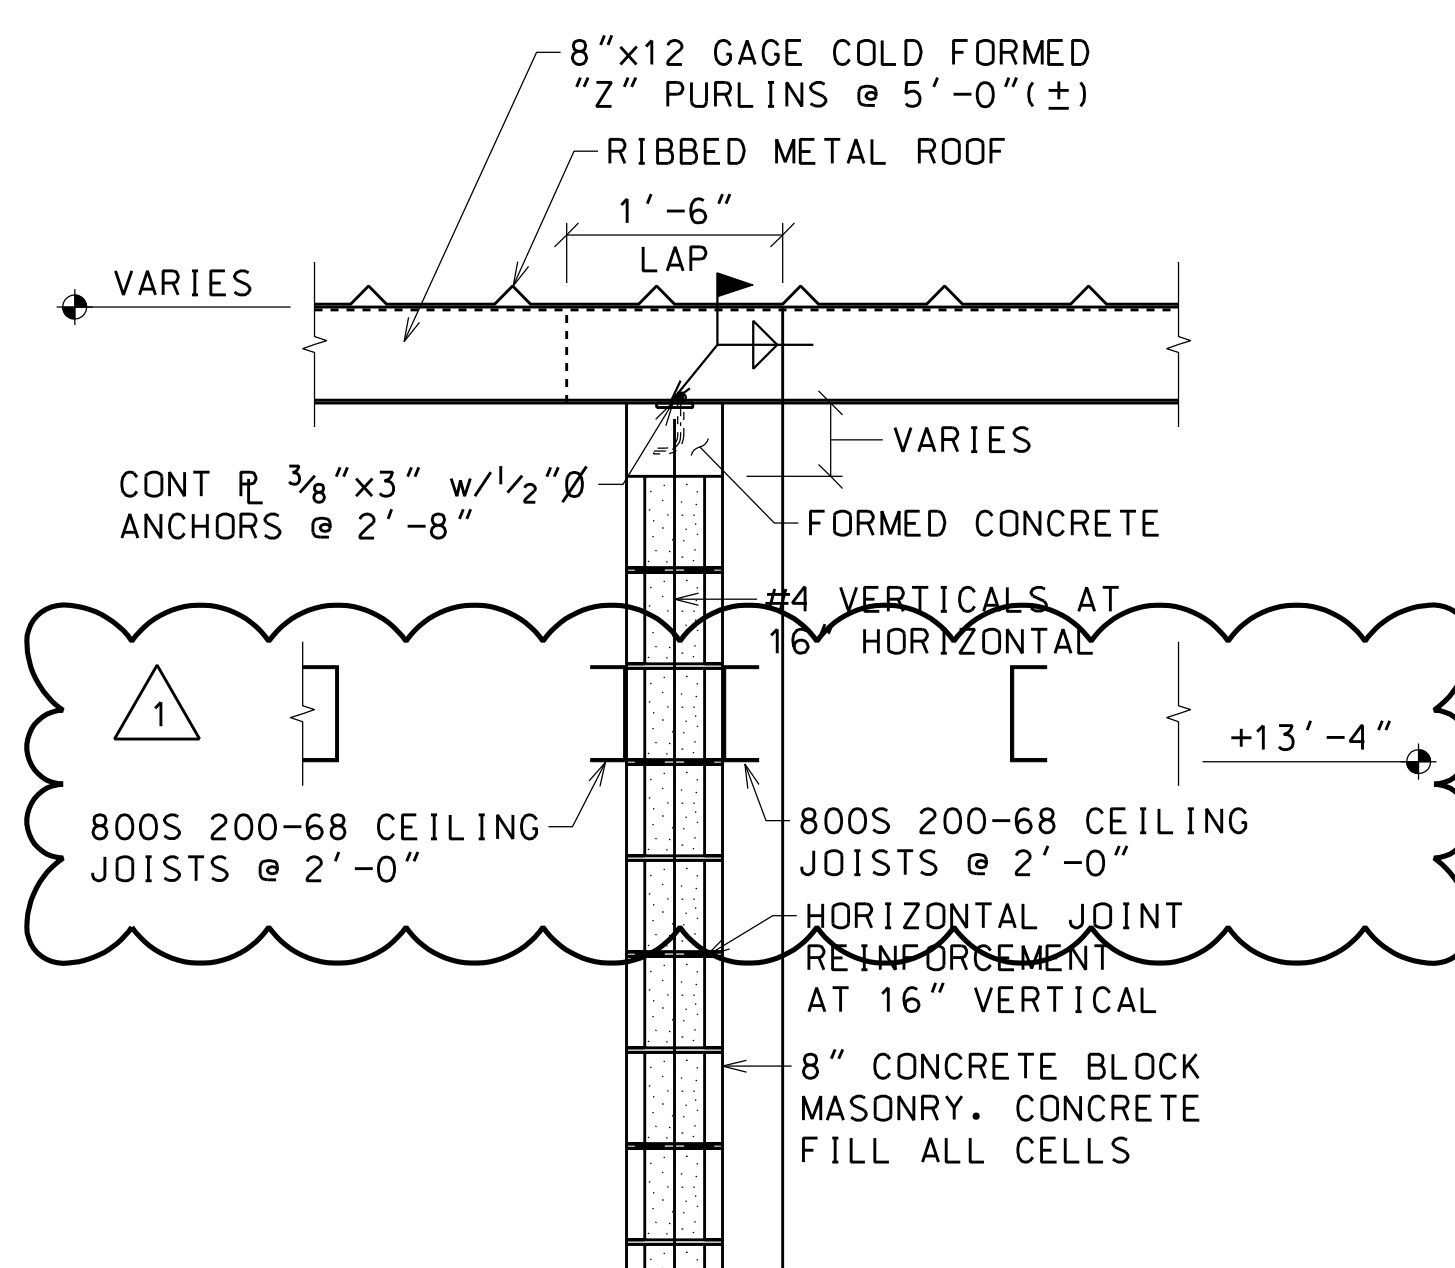 8"x12 GAGE COLD FORMED
"Z" PURLINS @ 5'-0"(±)
RIBBED METAL ROOF
1'-6"
LAP
VARIES
VARIES
CONT ℄ 3/8"x3" w/1/2"Ø
ANCHORS @ 2'-8"
FORMED CONCRETE
#4 VERTICALS AT
16" HORIZONTAL
1
+13'-4"
800S 200-68 CEILING
JOISTS @ 2'-0"
800S 200-68 CEILING
JOISTS @ 2'-0"
HORIZONTAL JOINT
REINFORCEMENT
AT 16" VERTICAL
8" CONCRETE BLOCK
MASONRY. CONCRETE
FILL ALL CELLS